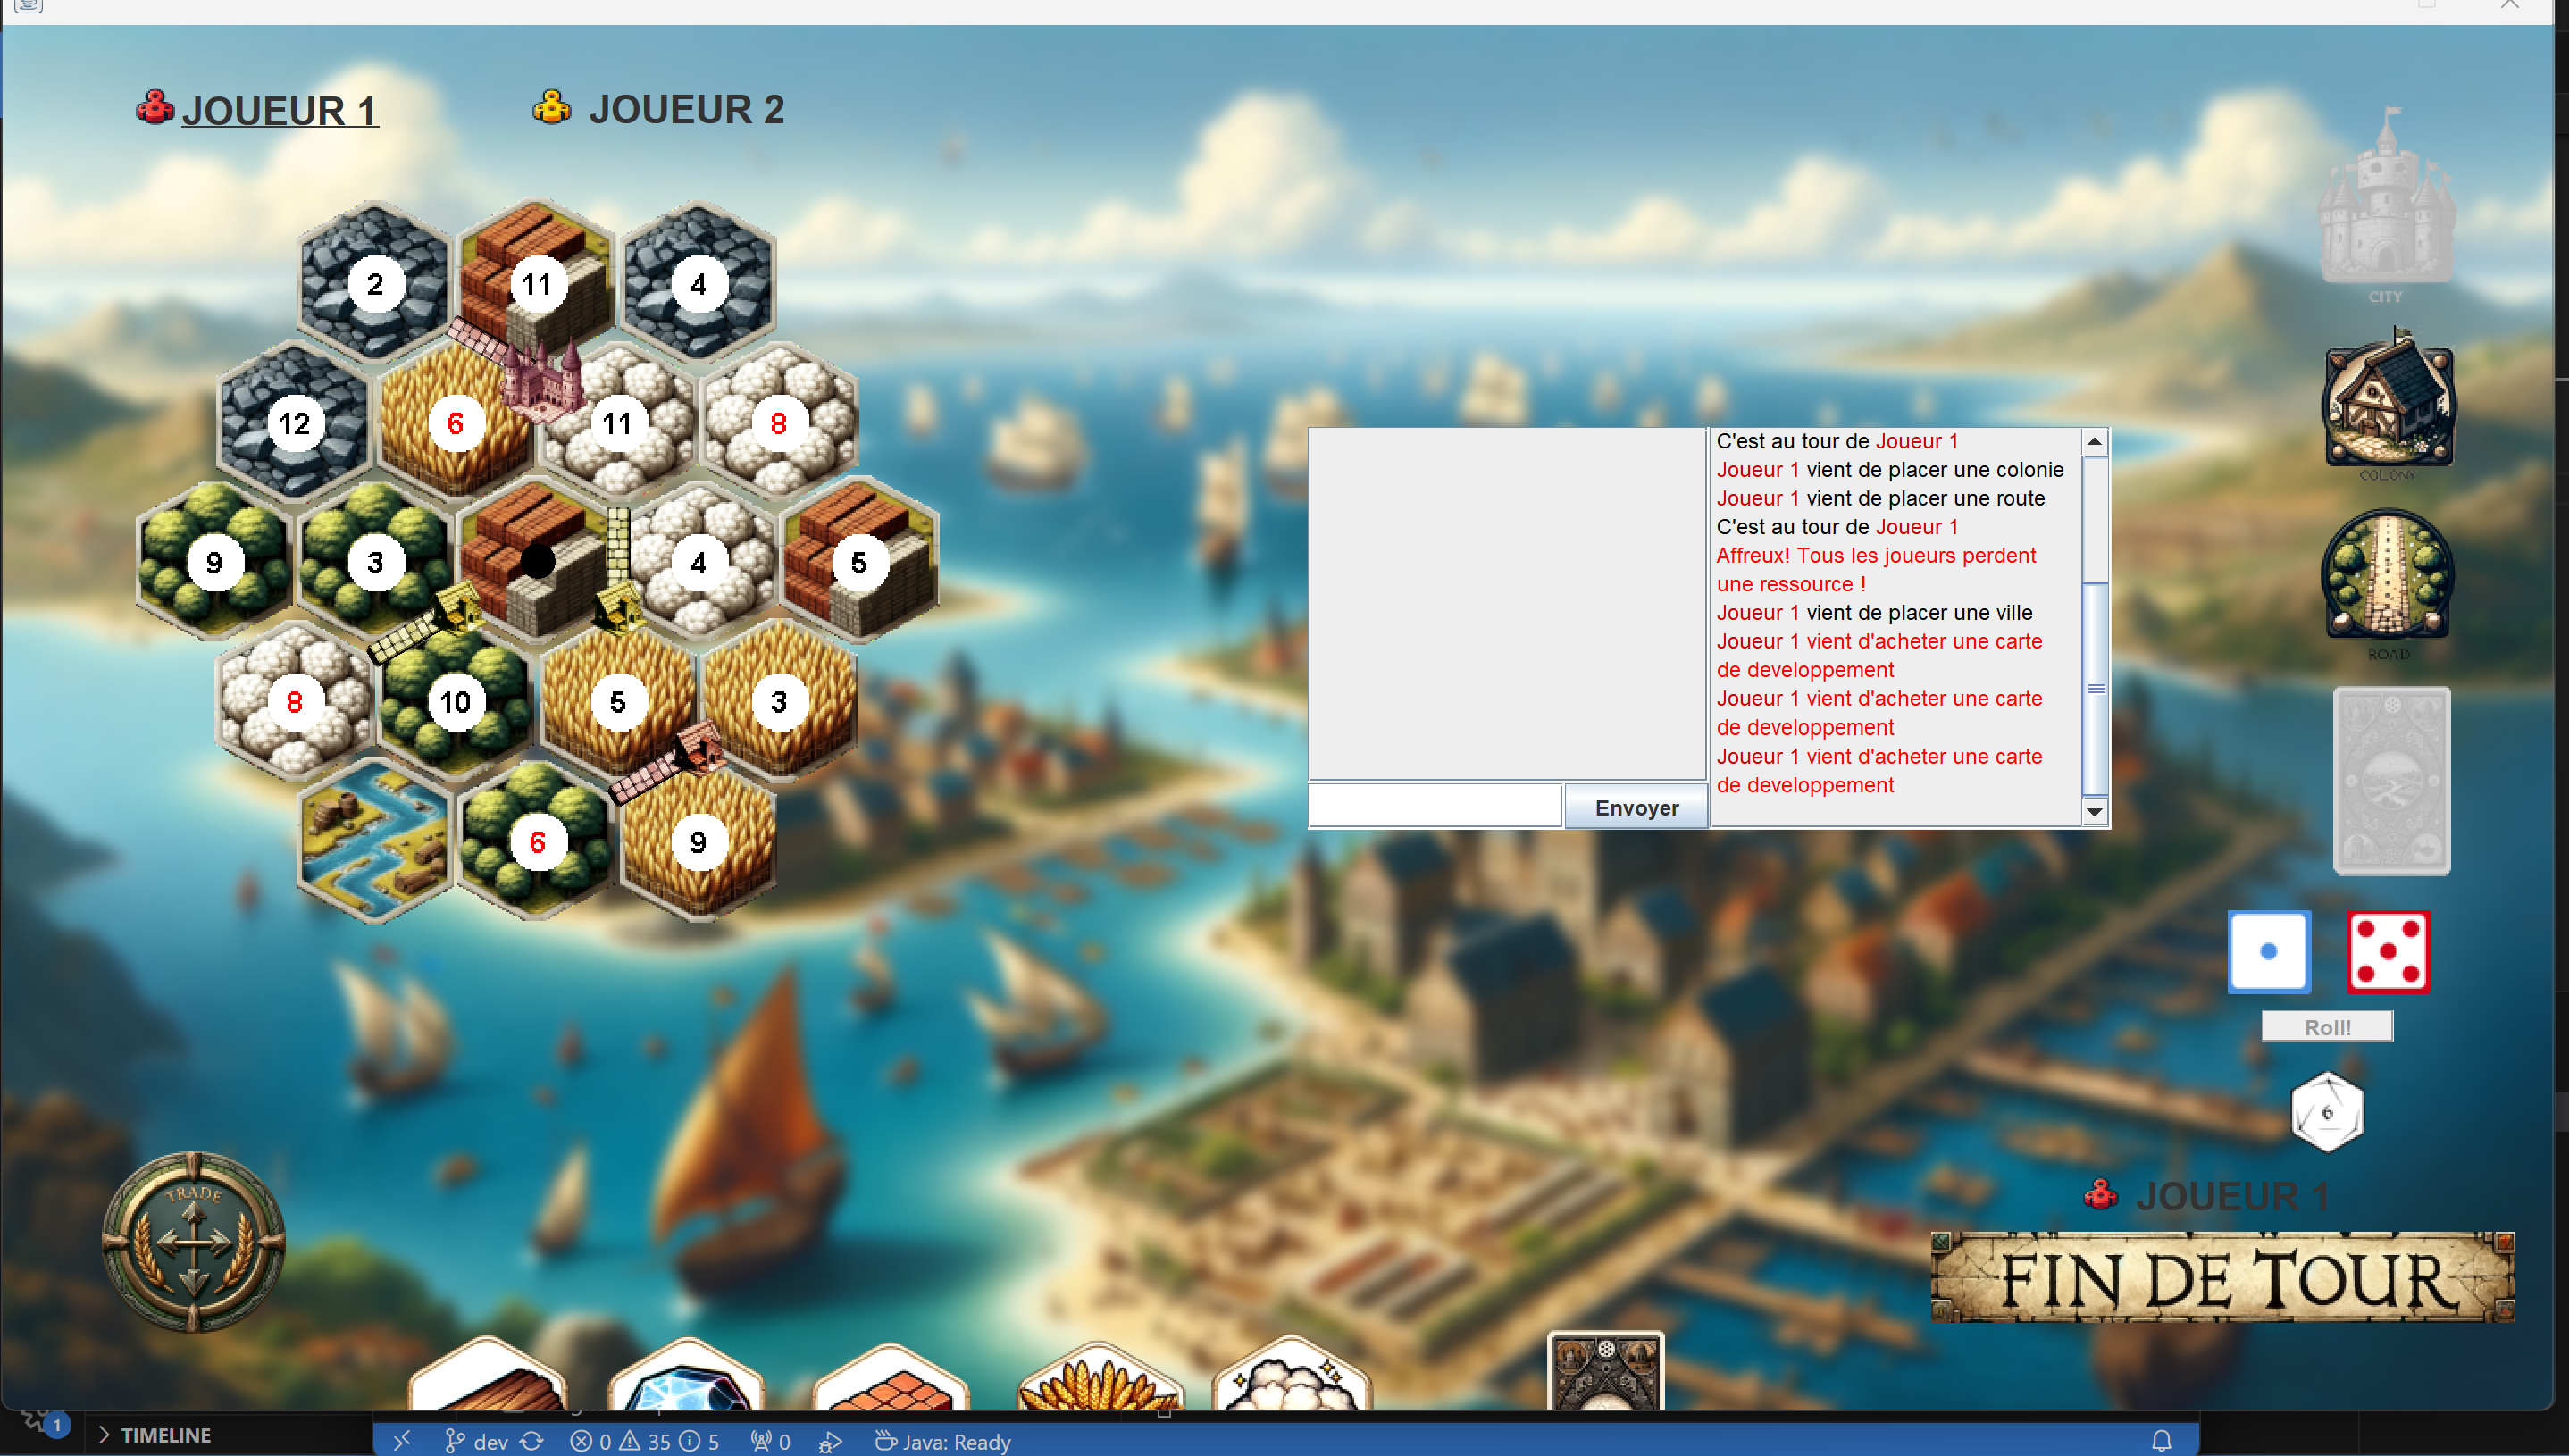 JOUEUR 1
JOUEUR 2
2
11
4
12
6
11
8
9
3
4
5
8
10
5
3
6
9
C'est au tour de Joueur 1
Joueur 1 vient de placer une colonie
Joueur 1 vient de placer une route
C'est au tour de Joueur 1
Affreux! Tous les joueurs perdent
une ressource !
Joueur 1 vient de placer une ville
Joueur 1 vient d'acheter une carte
de developpement
Joueur 1 vient d'acheter une carte
de developpement
Joueur 1 vient d'acheter une carte
de developpement
Envoyer
CITY
COLONY
ROAD
Roll!
6
JOUEUR 1
FIN DE TOUR
TRADE
1
TIMELINE
dev
0
35
5
0
Java: Ready